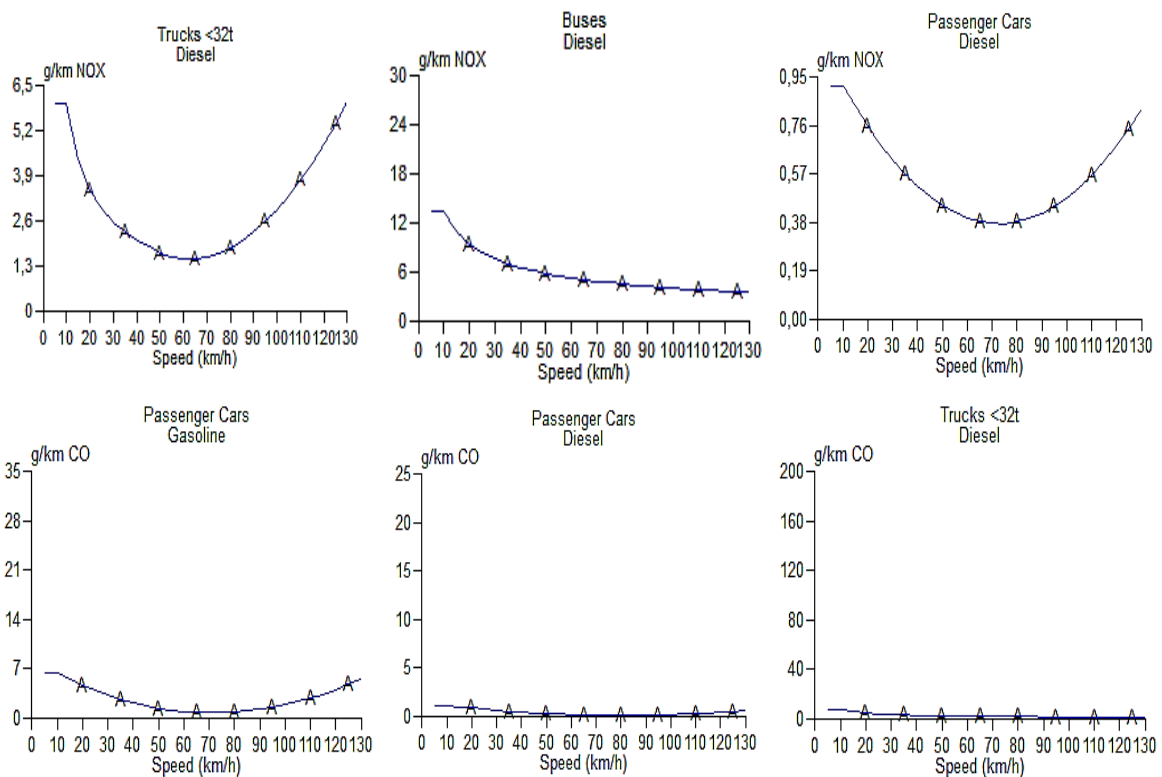 Trucks <32t
Diesel
g/km NOX
6,5
5,2
3,9
2,6
1,3
0
0 10 20 30 40 50 60 70 80 90 100 110 120 130
Speed (km/h)
A A A A A A A A
Buses
Diesel
g/km NOX
30
24
18
12
6
0
0 10 20 30 40 50 60 70 80 90 100 110 120 130
Speed (km/h)
A A A A A A A A
Passenger Cars
Diesel
g/km NOX
0,95
0,76
0,57
0,38
0,19
0,00
0 10 20 30 40 50 60 70 80 90 100 110 120 130
Speed (km/h)
A A A A A A A A
Passenger Cars
Gasoline
g/km CO
35
28
21
14
7
0
0 10 20 30 40 50 60 70 80 90 100 110 120 130
Speed (km/h)
A A A A A A A A
Passenger Cars
Diesel
g/km CO
25
20
15
10
5
0
0 10 20 30 40 50 60 70 80 90 100 110 120 130
Speed (km/h)
A A A A A A A A
Trucks <32t
Diesel
g/km CO
200
160
120
80
40
0
0 10 20 30 40 50 60 70 80 90 100 110 120 130
Speed (km/h)
A A A A A A A A